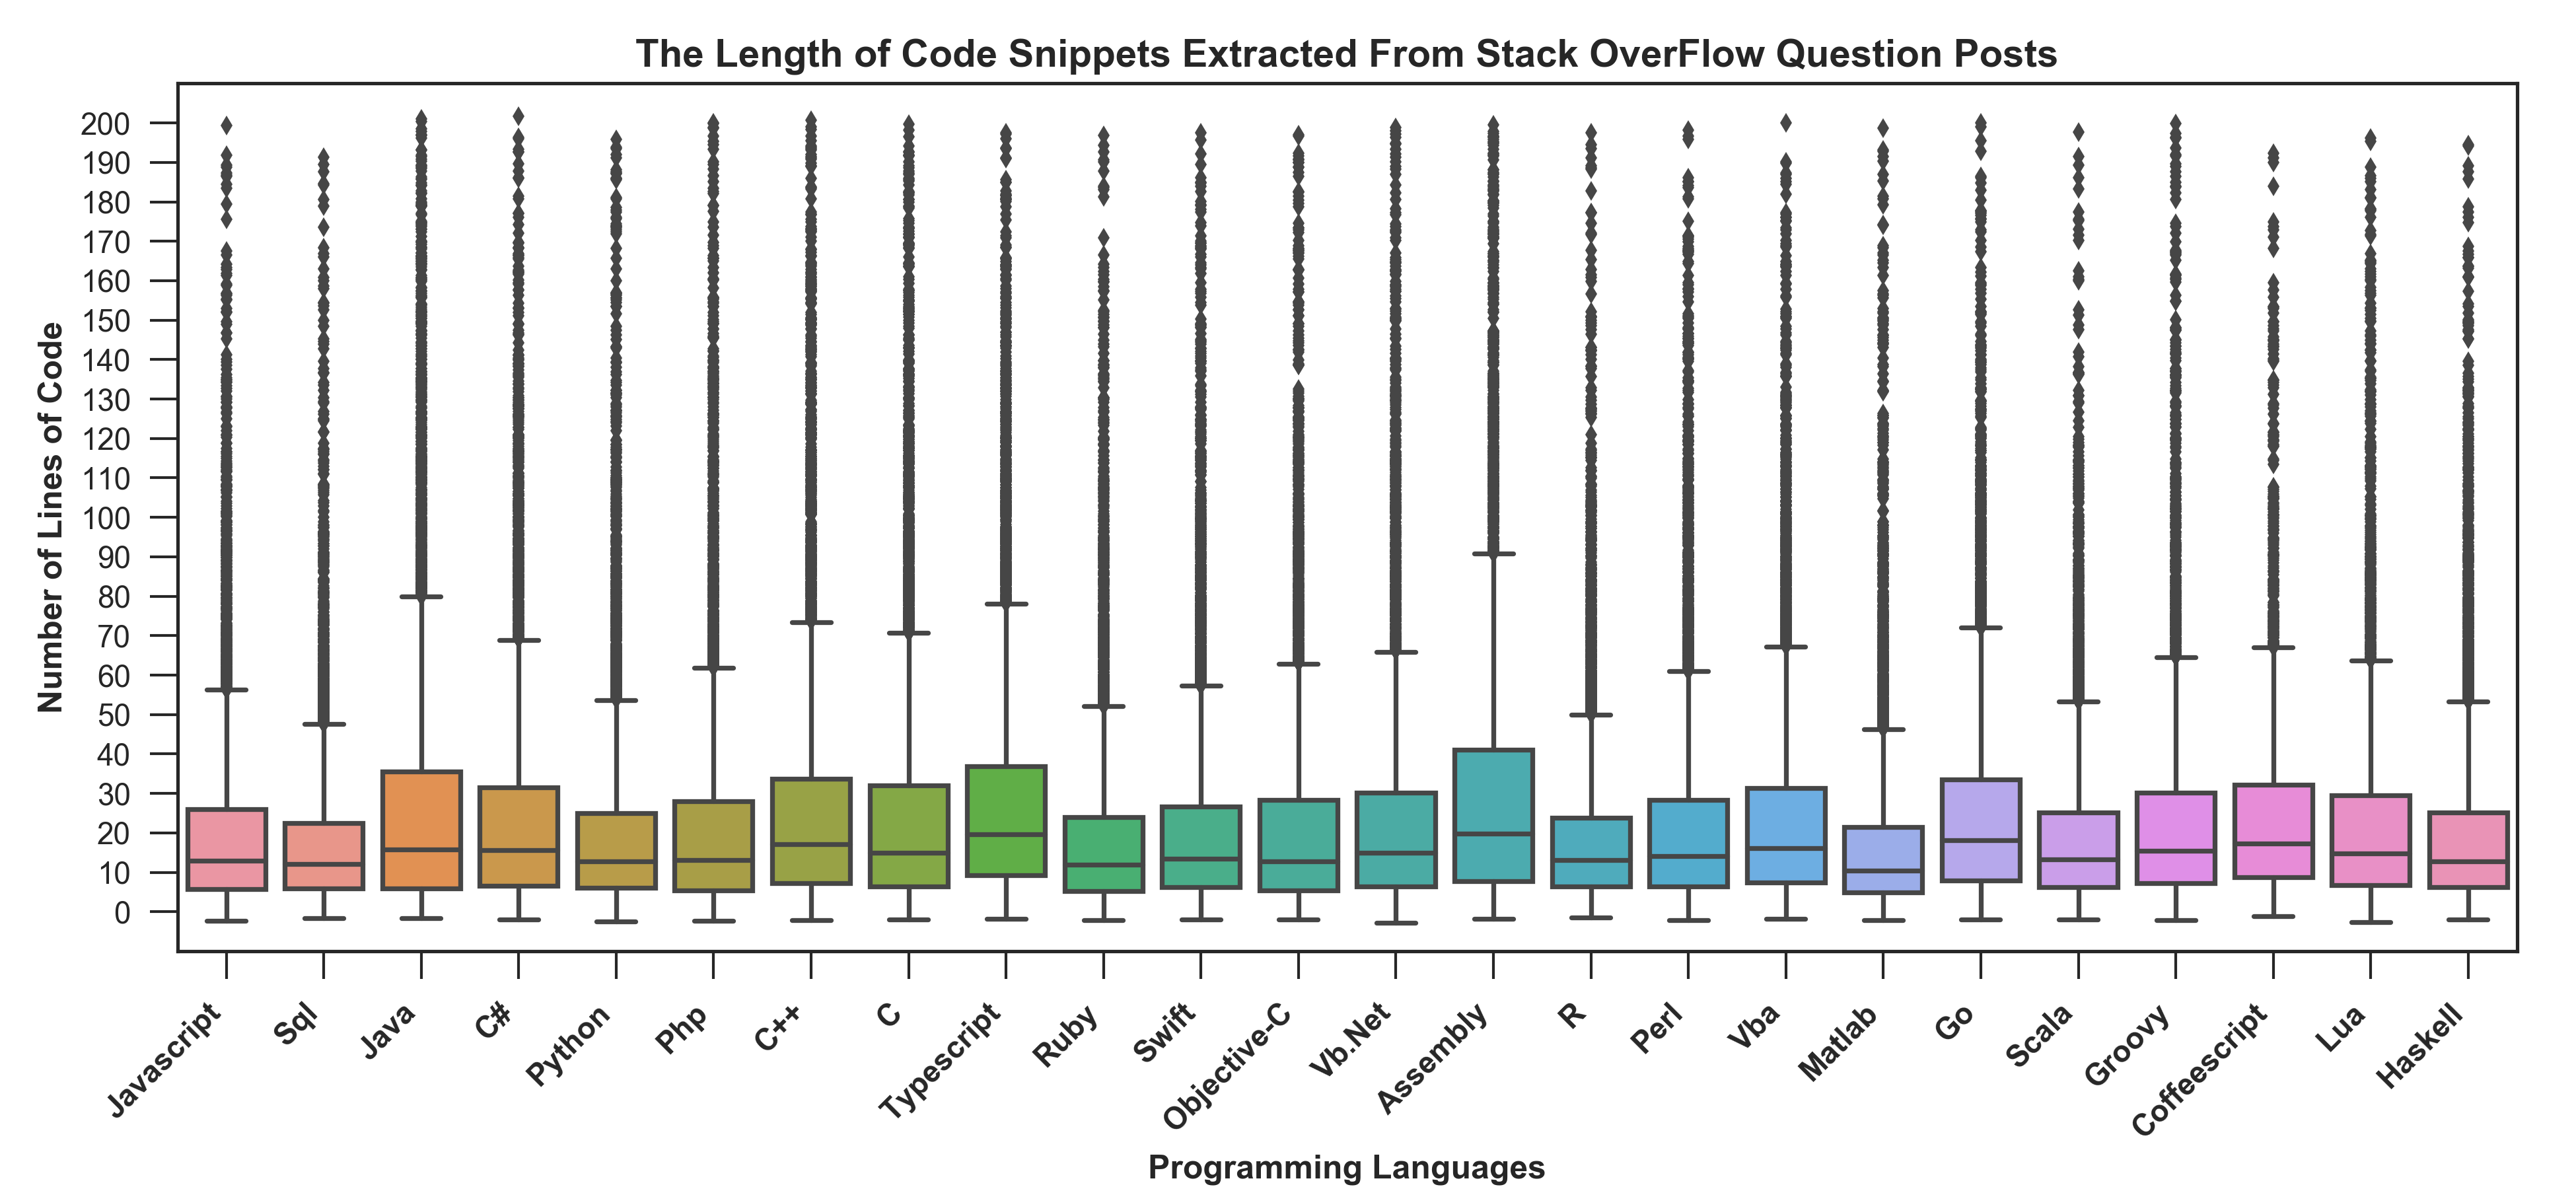 The Length of Code Snippets Extracted From Stack OverFlow Question Posts
Number of Lines of Code
200
190
180
170
160
150
140
130
120
110
100
90
80
70
60
50
40
30
20
10
0
Javascript
Sql
Java
C#
Python
Php
C++
C
Typescript
Ruby
Swift
Objective-C
Vb.Net
Assembly
R
Perl
Vba
Matlab
Go
Scala
Groovy
Coffeescript
Lua
Haskell
Programming Languages